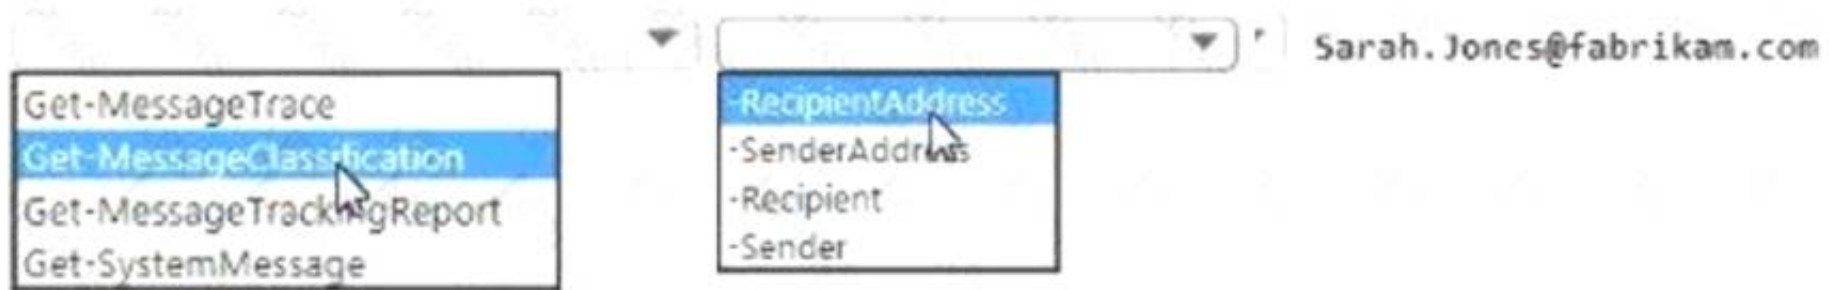 Sarah.Jones@fabrikam.com
Get-MessageTrace
Get-MessageClassification
Get-MessageTrackingReport
Get-SystemMessage
-RecipientAddress
-SenderAddress
-Recipient
-Sender